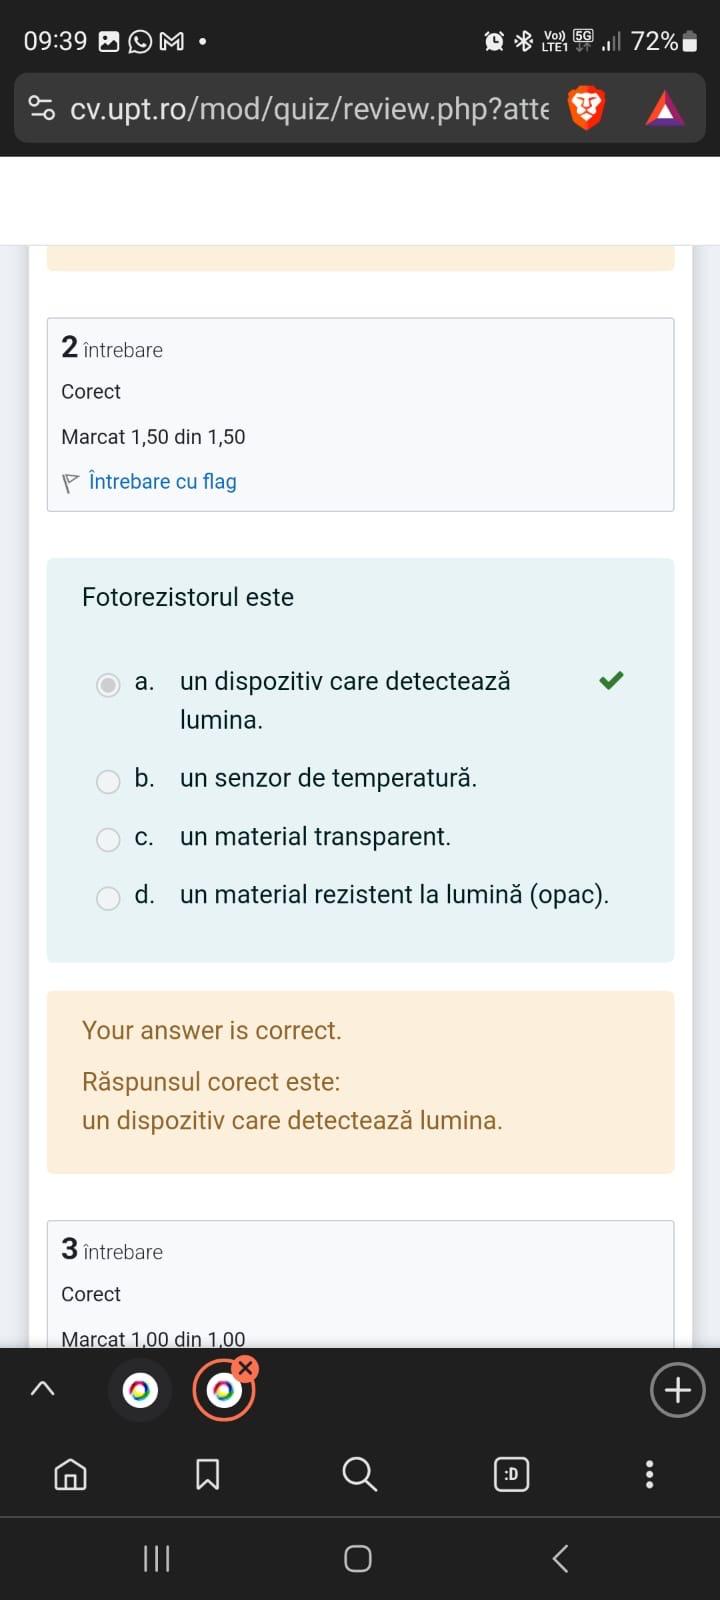 09:39
Vo)) 5G
LTE1
72%
cv.upt.ro/mod/quiz/review.php?atte
2 întrebare
Corect
Marcat 1,50 din 1,50
Întrebare cu flag
Fotorezistorul este
a. un dispozitiv care detectează
lumina.
b. un senzor de temperatură.
c. un material transparent.
d. un material rezistent la lumină (opac).
Your answer is correct.
Răspunsul corect este:
un dispozitiv care detectează lumina.
3 întrebare
Corect
Marcat 1,00 din 1,00
:D